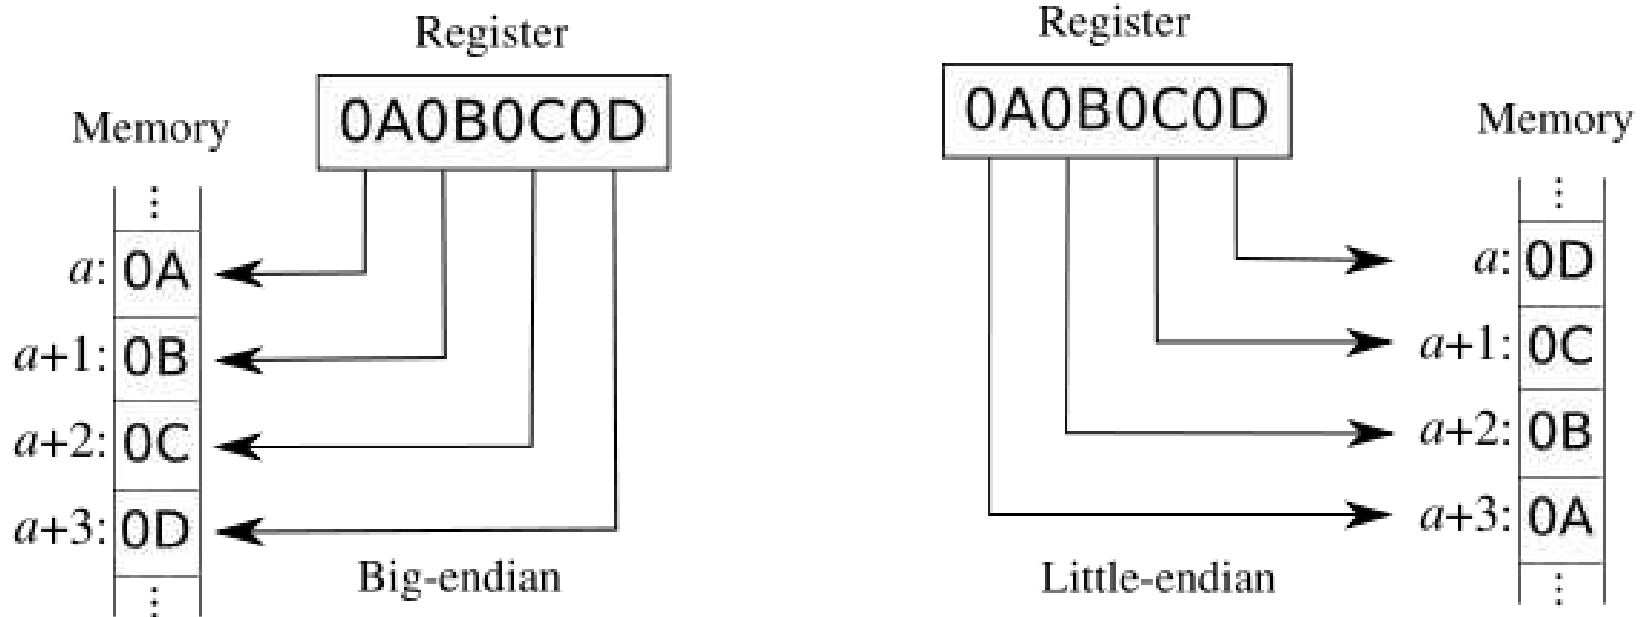 Register
0A0B0C0D
Memory
⋮
a: 0A
a+1: 0B
a+2: 0C
a+3: 0D
⋮
Big-endian
Register
0A0B0C0D
Memory
⋮
a: 0D
a+1: 0C
a+2: 0B
a+3: 0A
⋮
Little-endian